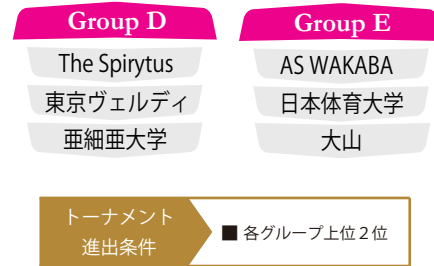 Group D
The Spirytus
東京ヴェルディ
亜細亜大学
Group E
AS WAKABA
日本体育大学
大山
トーナメント
進出条件
■ 各グループ上位２位